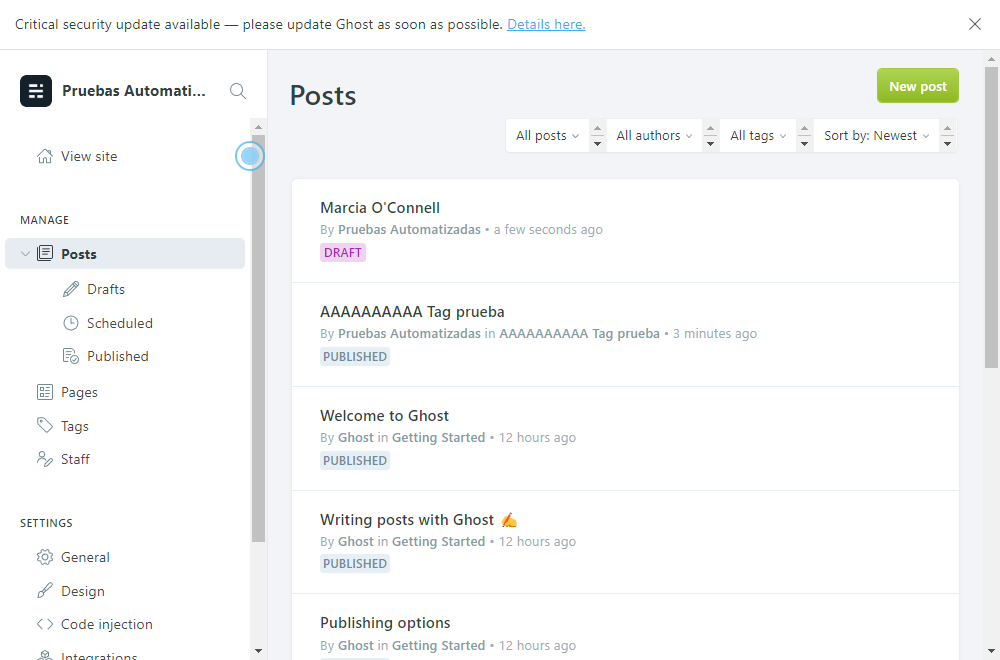 Critical security update available — please update Ghost as soon as possible. Details here.
Pruebas Automati...
View site
MANAGE
Posts
Drafts
Scheduled
Published
Pages
Tags
Staff
SETTINGS
General
Design
Code injection
Integrations
Posts
New post
All posts
All authors
All tags
Sort by: Newest
Marcia O'Connell
By Pruebas Automatizadas • a few seconds ago
DRAFT
AAAAAAAAAA Tag prueba
By Pruebas Automatizadas in AAAAAAAAAA Tag prueba • 3 minutes ago
PUBLISHED
Welcome to Ghost
By Ghost in Getting Started • 12 hours ago
PUBLISHED
Writing posts with Ghost ✍️
By Ghost in Getting Started • 12 hours ago
PUBLISHED
Publishing options
By Ghost in Getting Started • 12 hours ago